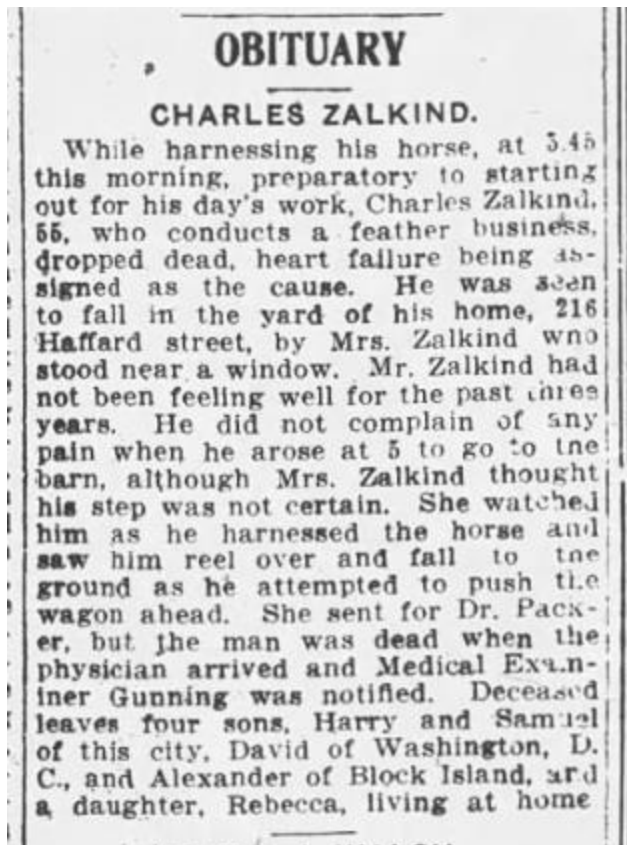 OBITUARY
CHARLES ZALKIND.
While harnessing his horse, at 5.45
this morning, preparatory to starting
out for his day's work, Charles Zalkind,
55, who conducts a feather business,
dropped dead, heart failure being as-
signed as the cause. He was seen
to fall in the yard of his home, 216
Haffard street, by Mrs. Zalkind who
stood near a window. Mr. Zalkind had
not been feeling well for the past three
years. He did not complain of any
pain when he arose at 5 to go to the
barn, although Mrs. Zalkind thought
his step was not certain. She watched
him as he harnessed the horse and
saw him reel over and fall to the
ground as he attempted to push the
wagon ahead. She sent for Dr. Pack-
er, but the man was dead when the
physician arrived and Medical Exam-
iner Gunning was notified. Deceased
leaves four sons, Harry and Samuel
of this city, David of Washington, D.
C., and Alexander of Block Island, and
a daughter, Rebecca, living at home